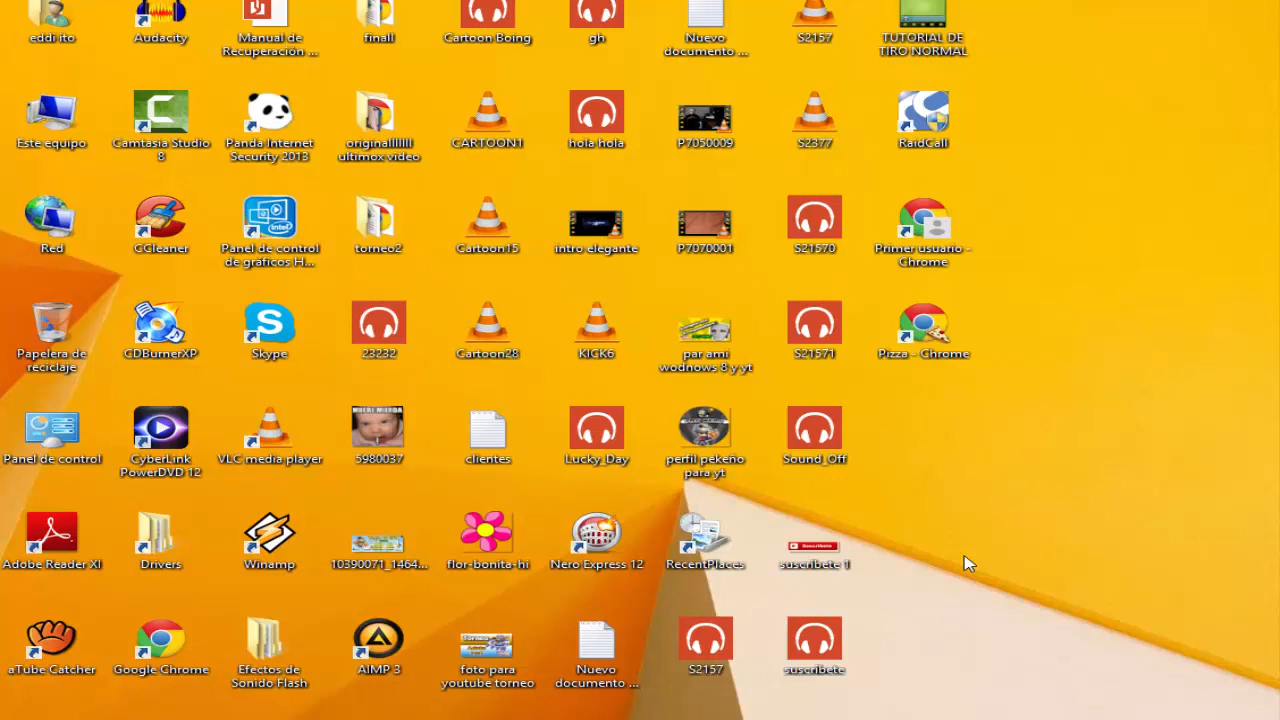 eddi ito
Audacity
Manual de
Recuperación ...
finall
Cartoon Boing
gh
Nuevo
documento ...
S2157
TUTORIAL DE
TIRO NORMAL
Este equipo
Camtasia Studio
8
Panda Internet
Security 2013
originalllllll
ultimox video
CARTOON1
hola hola
P7050009
S2377
RaidCall
Red
CCleaner
Panel de control
de gráficos H...
torneo2
Cartoon15
intro elegante
P7070001
S21570
Primer usuario -
Chrome
Papelera de
reciclaje
CDBurnerXP
Skype
23232
Cartoon28
KICK6
par ami
wodnows 8 y yt
S21571
Pizza - Chrome
Panel de control
CyberLink
PowerDVD 12
VLC media player
5980037
clientes
Lucky_Day
perfil pekeño
para yt
Sound_Off
Adobe Reader XI
Drivers
Winamp
10390071_1464...
flor-bonita-hi
Nero Express 12
RecentPlaces
suscribete 1
aTube Catcher
Google Chrome
Efectos de
Sonido Flash
AIMP 3
foto para
youtube torneo
Nuevo
documento ...
S2157
suscribete